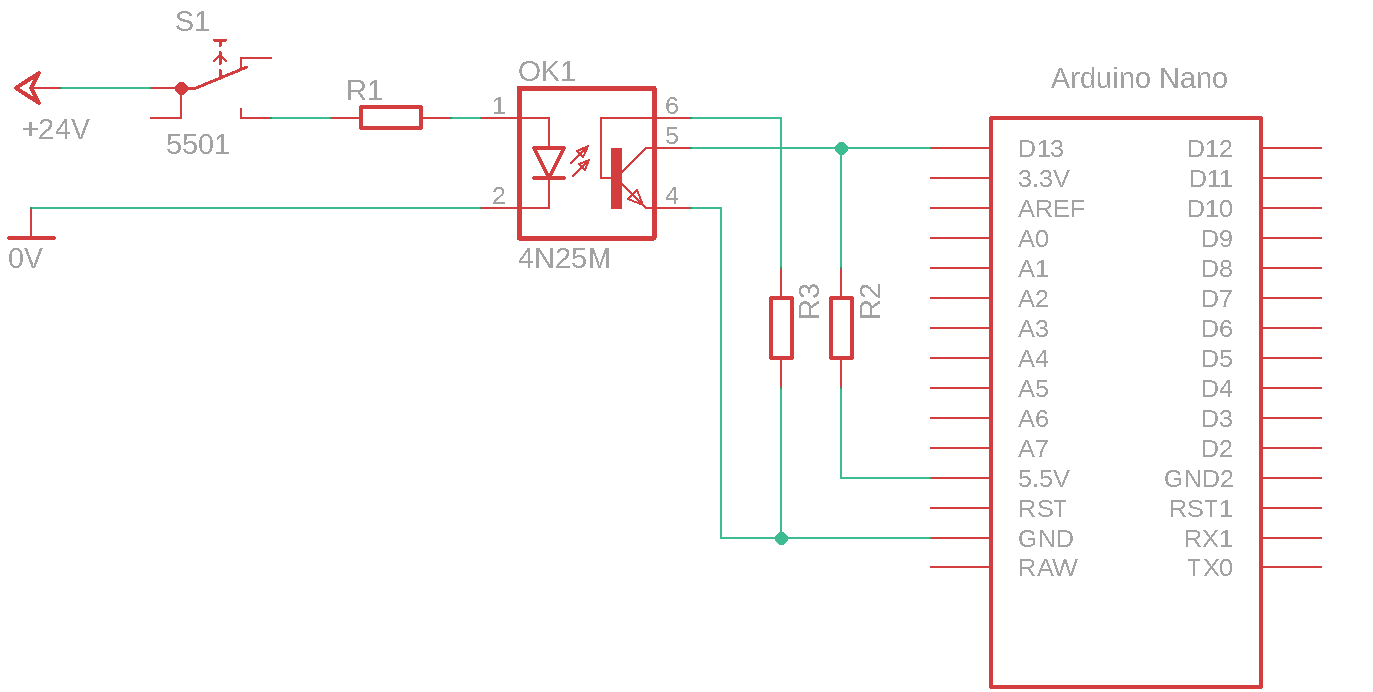 S1
+24V
5501
0V
R1
OK1
1
2
6
5
4
4N25M
R3
R2
Arduino Nano
D13 D12
3.3V D11
AREF D10
A0 D9
A1 D8
A2 D7
A3 D6
A4 D5
A5 D4
A6 D3
A7 D2
5.5V GND2
RST RST1
GND RX1
RAW TX0